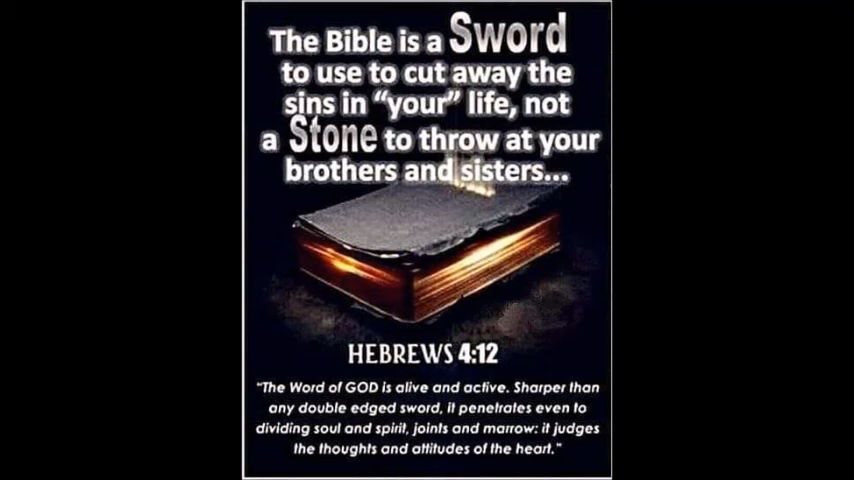 The Bible is a Sword
to use to cut away the
sins in “your” life, not
a Stone to throw at your
brothers and sisters...
HEBREWS 4:12
“The Word of GOD is alive and active. Sharper than
any double edged sword, it penetrates even to
dividing soul and spirit, joints and marrow: it judges
the thoughts and attitudes of the heart.”